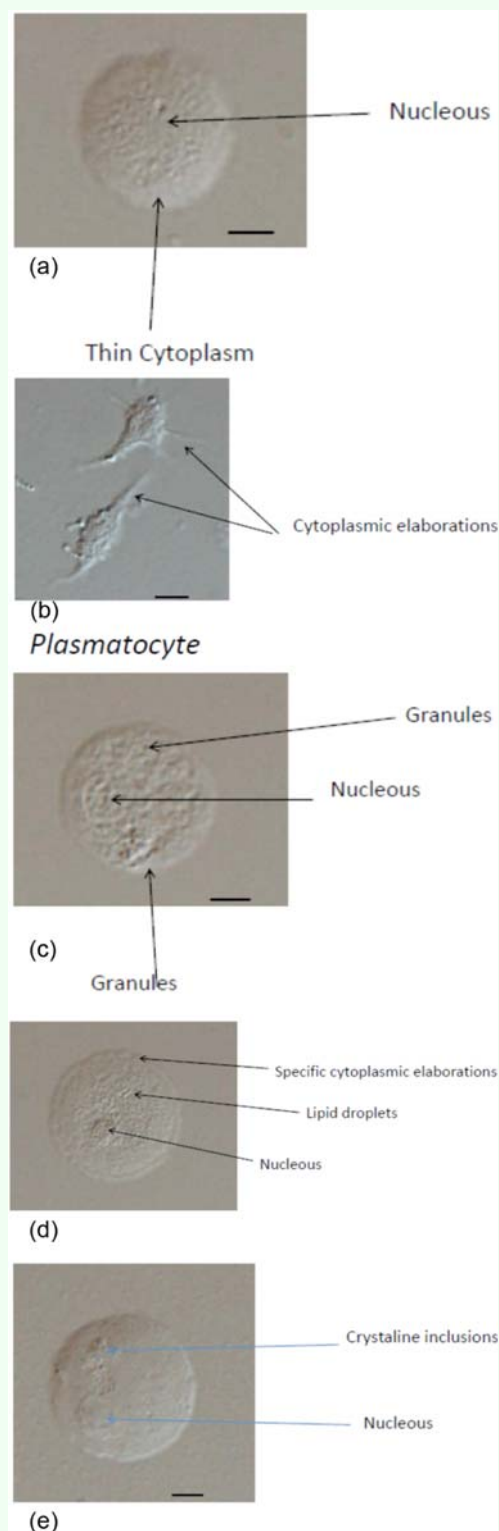 Nucleous
(a)
Thin Cytoplasm
Cytoplasmic elaborations
(b)
Plasmatocyte
Granules
Nucleous
(c)
Granules
Specific cytoplasmic elaborations
Lipid droplets
Nucleous
(d)
Crystaline inclusions
Nucleous
(e)